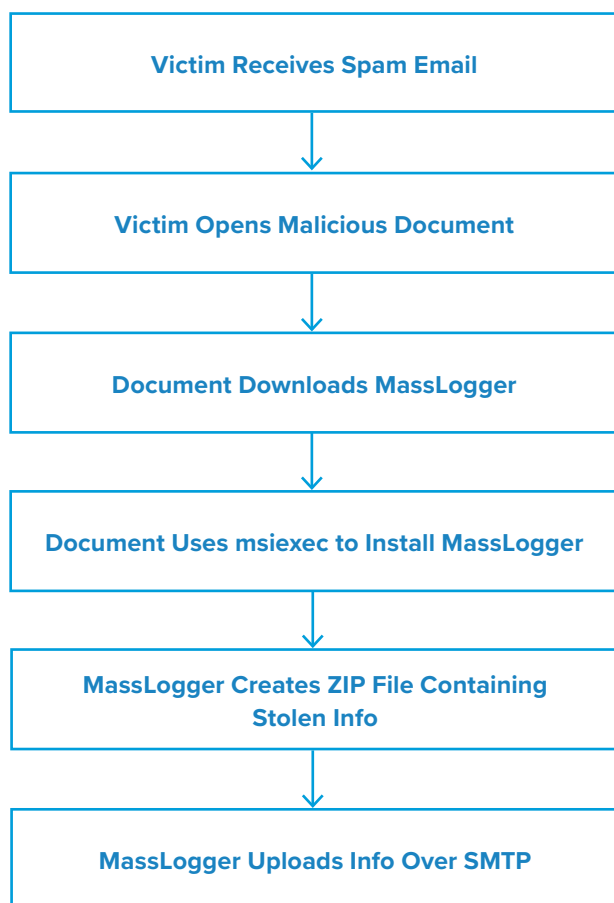 Victim Receives Spam Email
Victim Opens Malicious Document
Document Downloads MassLogger
Document Uses msiexec to Install MassLogger
MassLogger Creates ZIP File Containing
Stolen Info
MassLogger Uploads Info Over SMTP